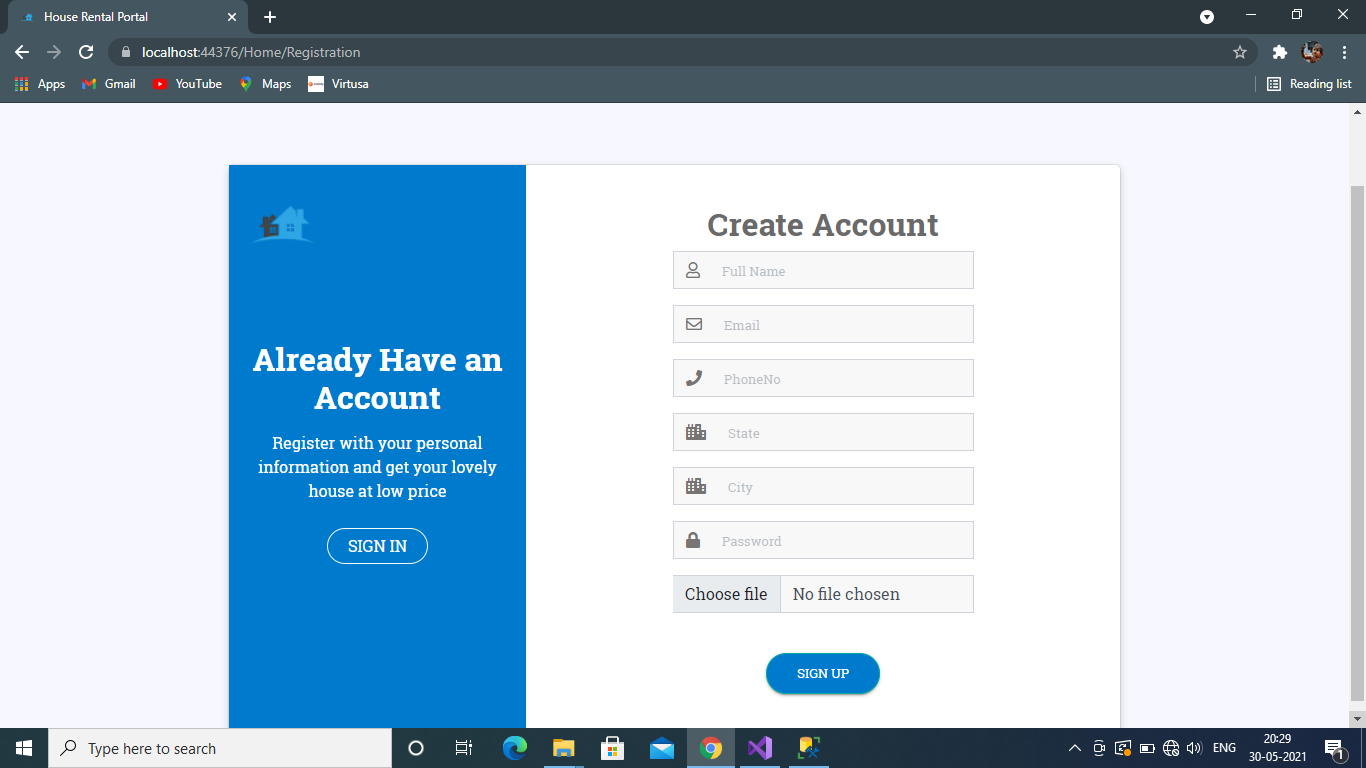 House Rental Portal
localhost:44376/Home/Registration
Apps Gmail YouTube Maps Virtusa Reading list
Already Have an
Account
Register with your personal
information and get your lovely
house at low price
SIGN IN
Create Account
Full Name
Email
PhoneNo
State
City
Password
Choose file No file chosen
SIGN UP
Type here to search
ENG
20:29
30-05-2021
1